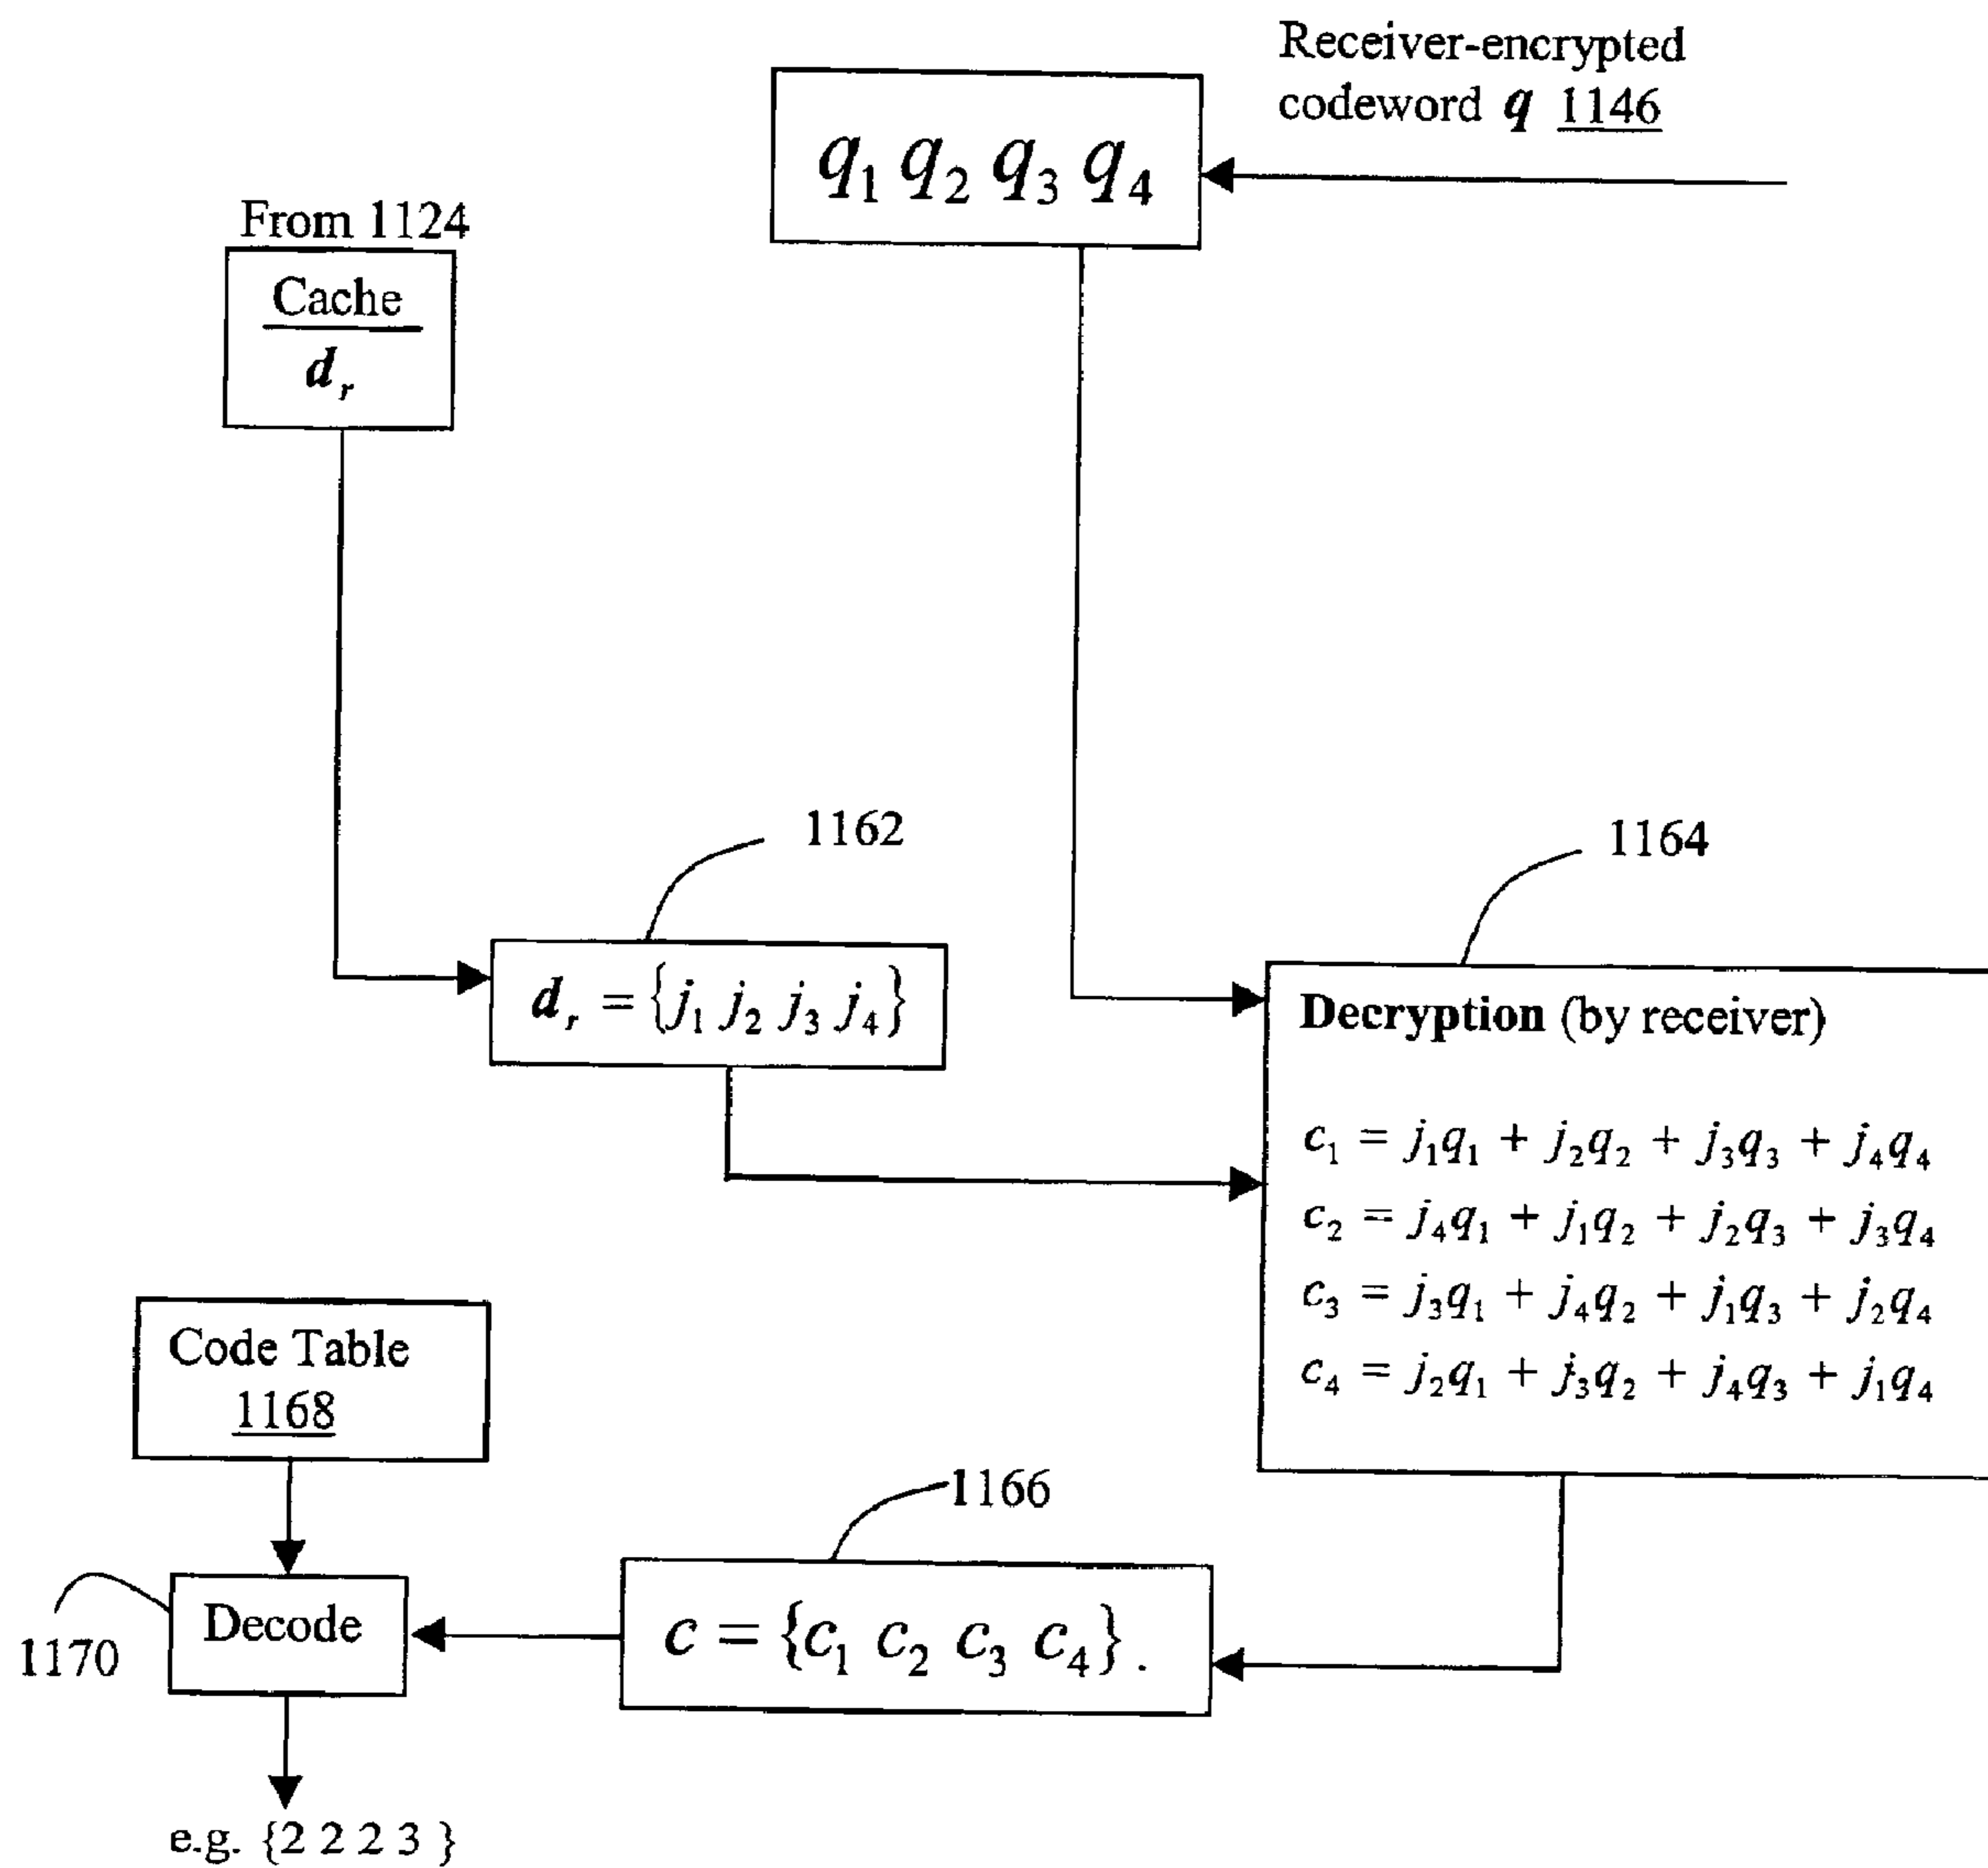 Receiver-encrypted
codeword q 1146
q₁ q₂ q₃ q₄
From 1124
Cache
dᵣ
1162
1164
dᵣ = {j₁ j₂ j₃ j₄}
Decryption (by receiver)
c₁ = j₁q₁ + j₂q₂ + j₃q₃ + j₄q₄
c₂ = j₄q₁ + j₁q₂ + j₂q₃ + j₃q₄
c₃ = j₃q₁ + j₄q₂ + j₁q₃ + j₂q₄
c₄ = j₂q₁ + j₃q₂ + j₄q₃ + j₁q₄
Code Table
1168
1166
Decode
c = {c₁ c₂ c₃ c₄}.
1170
e.g. {2 2 2 3 }